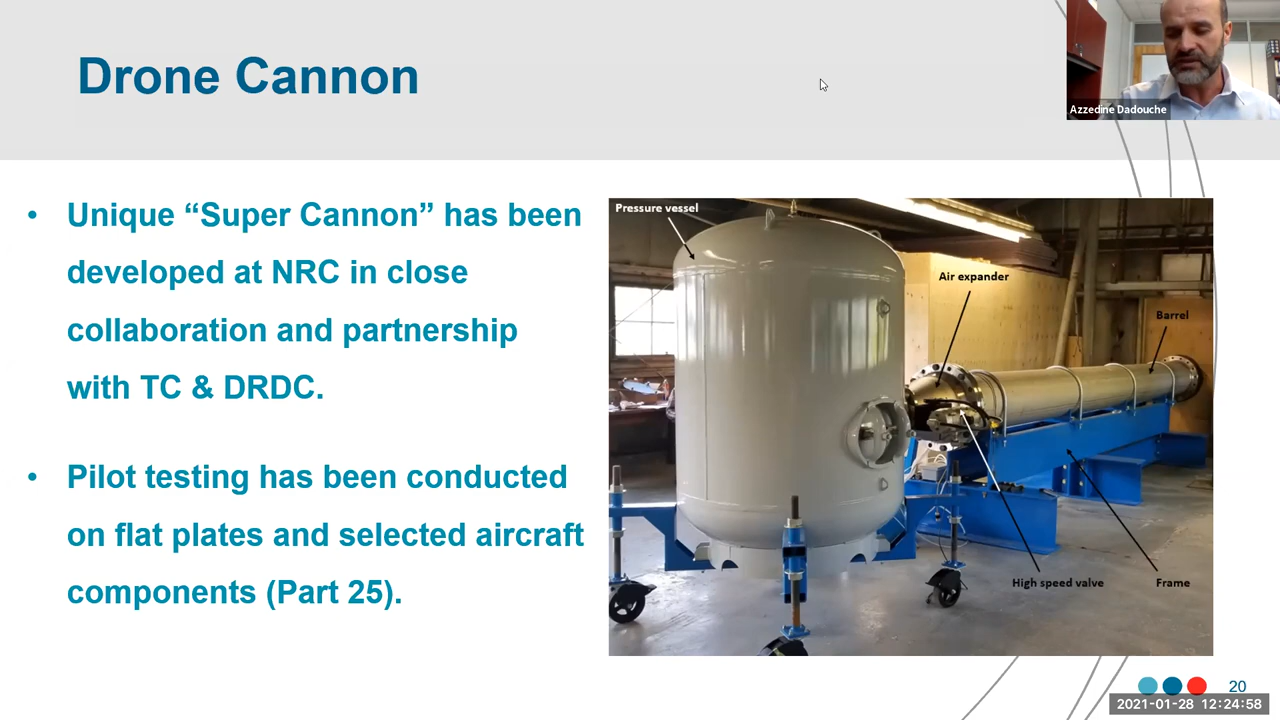 Drone Cannon
Azzedine Dadouche
• Unique “Super Cannon” has been
developed at NRC in close
collaboration and partnership
with TC & DRDC.
• Pilot testing has been conducted
on flat plates and selected aircraft
components (Part 25).
Pressure vessel
Air expander
Barrel
High speed valve
Frame
20
2021-01-28 12:24:58